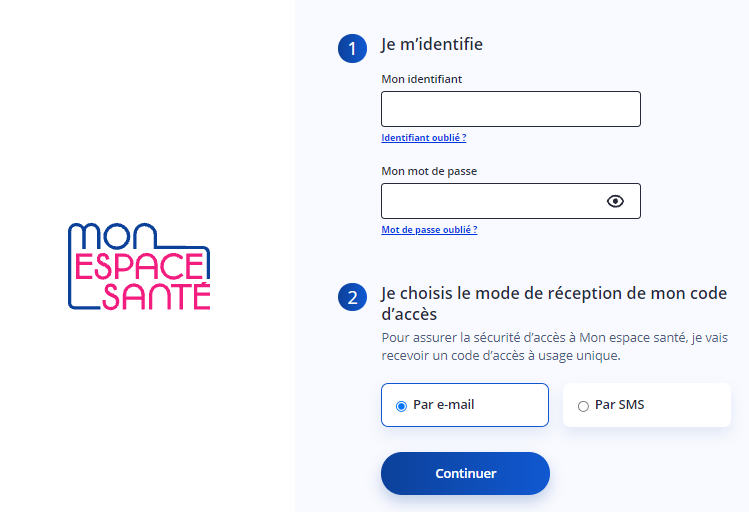 mon
ESPACE
SANTÉ
1 Je m’identifie
Mon identifiant
Identifiant oublié ?
Mon mot de passe
Mot de passe oublié ?
2 Je choisis le mode de réception de mon code
d’accès
Pour assurer la sécurité d’accès à Mon espace santé, je vais
recevoir un code d’accès à usage unique.
Par e-mail
Par SMS
Continuer